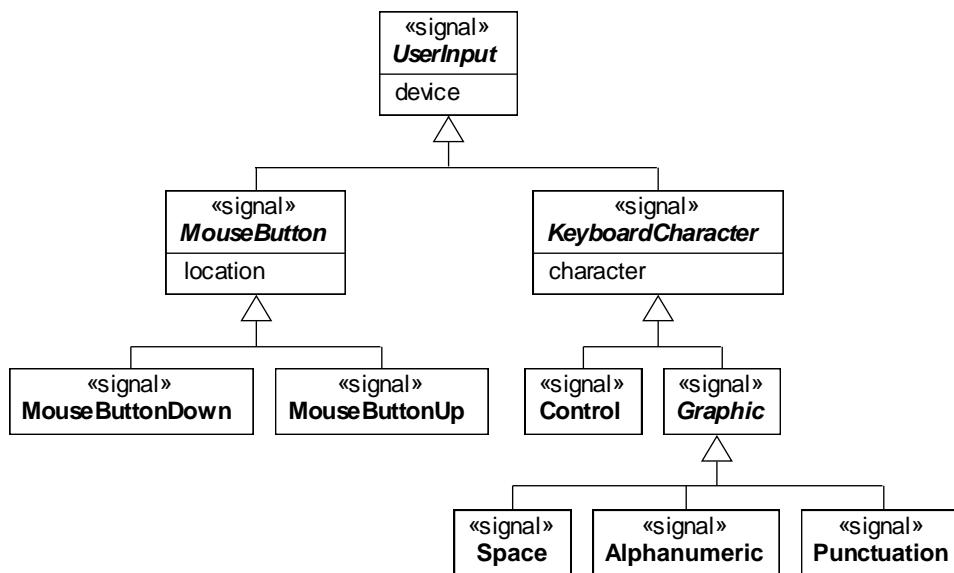 «signal»
UserInput
device
«signal»
MouseButton
location
«signal»
KeyboardCharacter
character
«signal»
MouseButtonDown
«signal»
MouseButtonUp
«signal»
Control
«signal»
Graphic
«signal»
Space
«signal»
Alphanumeric
«signal»
Punctuation